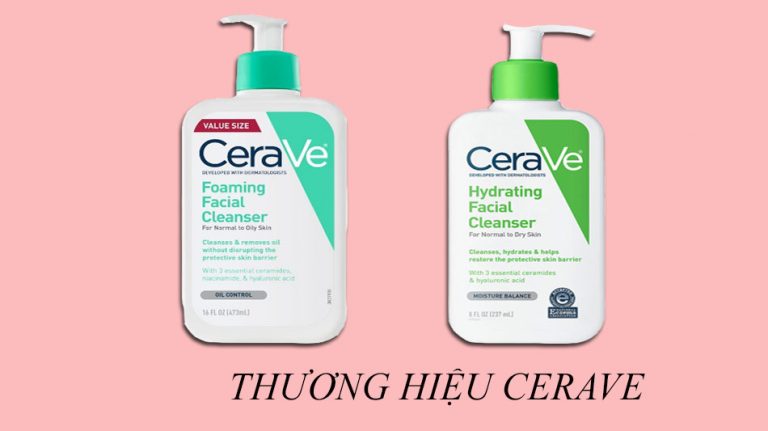 VALUE SIZE
CeraVe
DEVELOPED WITH DERMATOLOGISTS
Foaming
Facial
Cleanser
For Normal to Oily Skin
Cleanses & removes oil
without disrupting the
protective skin barrier
With 3 essential ceramides,
niacinamide, & hyaluronic acid
OIL CONTROL
16 FL OZ (473mL)
CeraVe
DEVELOPED WITH DERMATOLOGISTS
Hydrating
Facial
Cleanser
For Normal to Dry Skin
Cleanses, hydrates & helps
restore the protective skin barrier
With 3 essential ceramides
& hyaluronic acid
MOISTURE BALANCE
8 FL OZ (237 mL)
THƯƠNG HIỆU CERAVE